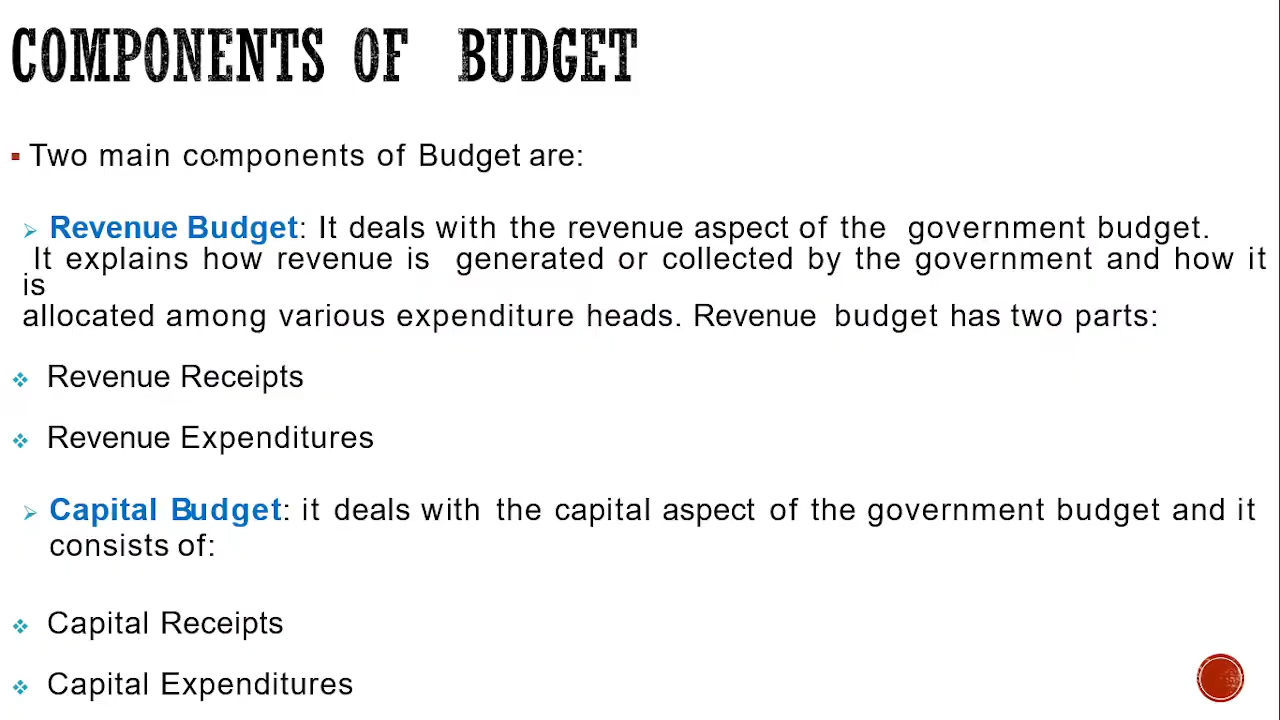 COMPONENTS OF BUDGET
▪ Two main components of Budget are:
➢ Revenue Budget: It deals with the revenue aspect of the government budget.
It explains how revenue is generated or collected by the government and how it
is
allocated among various expenditure heads. Revenue budget has two parts:
❖ Revenue Receipts
❖ Revenue Expenditures
➢ Capital Budget: it deals with the capital aspect of the government budget and it
consists of:
❖ Capital Receipts
❖ Capital Expenditures